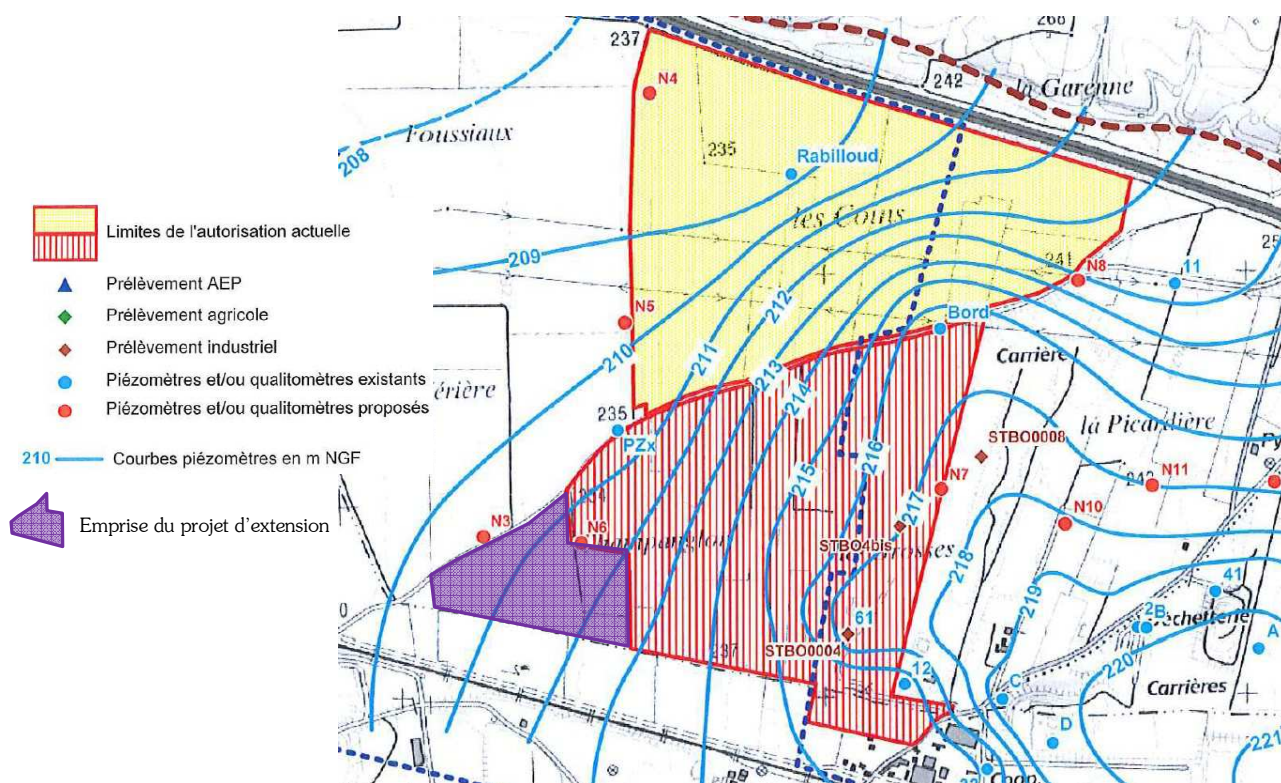 Limites de l'autorisation actuelle
Prélèvement AEP
Prélèvement agricole
Prélèvement industriel
Piézomètres et/ou qualitomètres existants
Piézomètres et/ou qualitomètres proposés
210
Courbes piézomètres en m NGF
Emprise du projet d'extension
237
268
N4
242
la Garenne
Foussiaux
208
235
Rabilloud
les Coins
209
241
N8
11
N5
212
Bord
210
211
213
Carrière
érière
214
235
PZx
la Picardière
STBO0008
215
216
N7
N11
217
N10
N3
N6
STBO4bis
218
219
41
61
2B
échetterie
A
237
STBO0004
12
220
C
Carrières
D
221
Coop